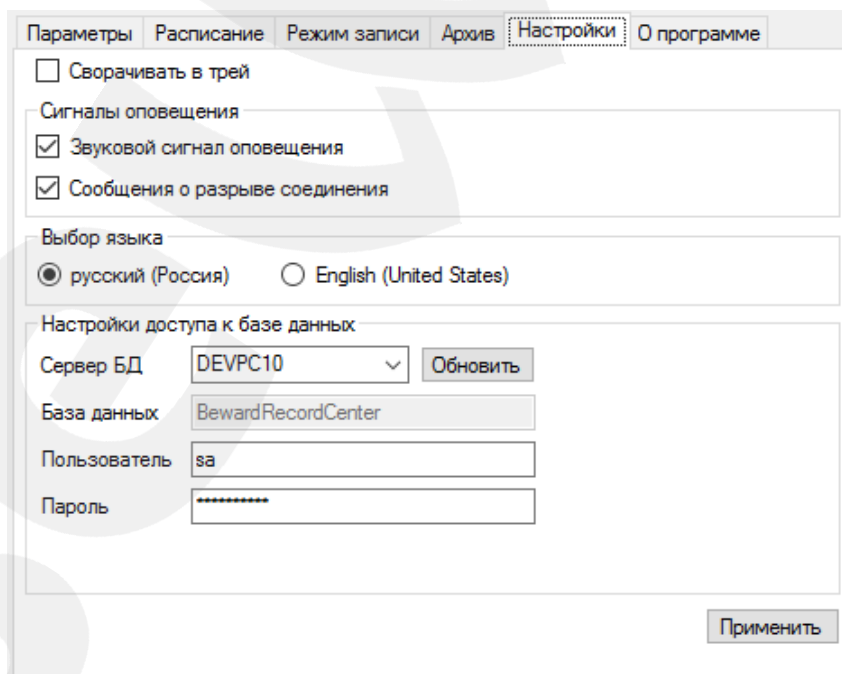 Параметры Расписание Режим записи Архив Настройки О программе
Сворачивать в трей
Сигналы оповещения
Звуковой сигнал оповещения
Сообщения о разрыве соединения
Выбор языка
русский (Россия) English (United States)
Настройки доступа к базе данных
Сервер БД DEVPC10 Обновить
База данных BewardRecordCenter
Пользователь sa
Пароль **********
Применить